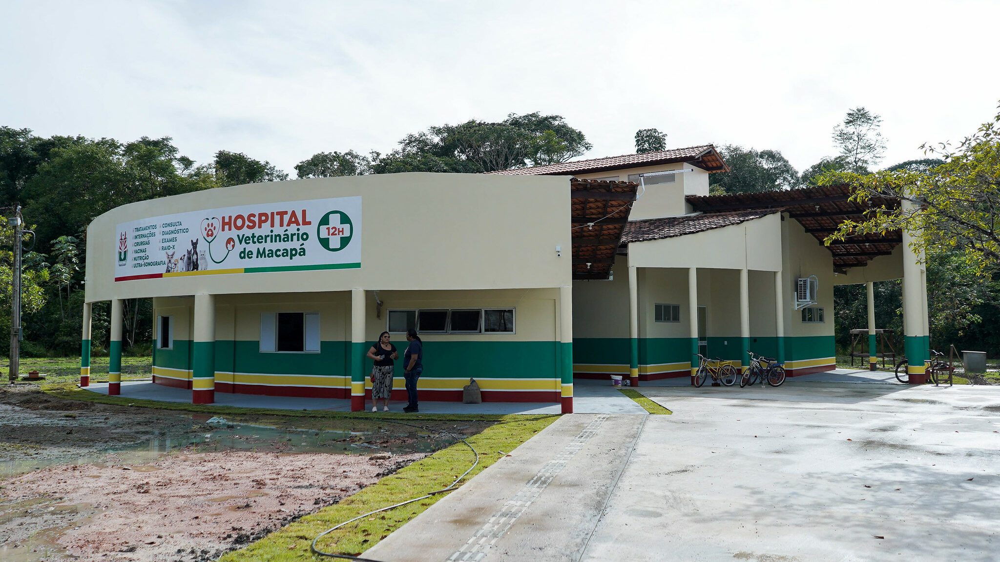 TRATAMENTOS
INTERNAÇÕES
CIRURGIAS
VACINAS
NUTRIÇÃO
ULTRA-SONOGRAFIA
CONSULTA
DIAGNÓSTICO
EXAMES
RAIO-X
HOSPITAL
Veterinário
de Macapá
12H